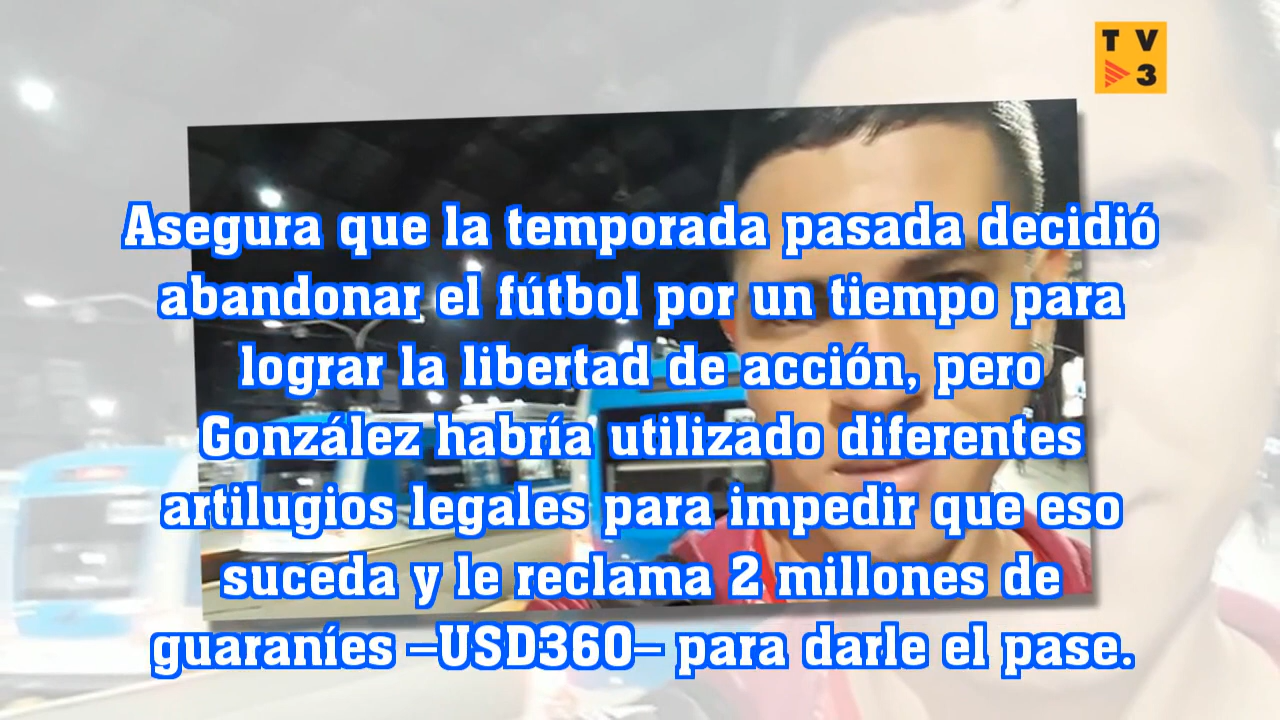 TV
3
Asegura que la temporada pasada decidió
abandonar el fútbol por un tiempo para
lograr la libertad de acción, pero
González habría utilizado diferentes
artilugios legales para impedir que eso
suceda y le reclama 2 millones de
guaraníes –USD360– para darle el pase.